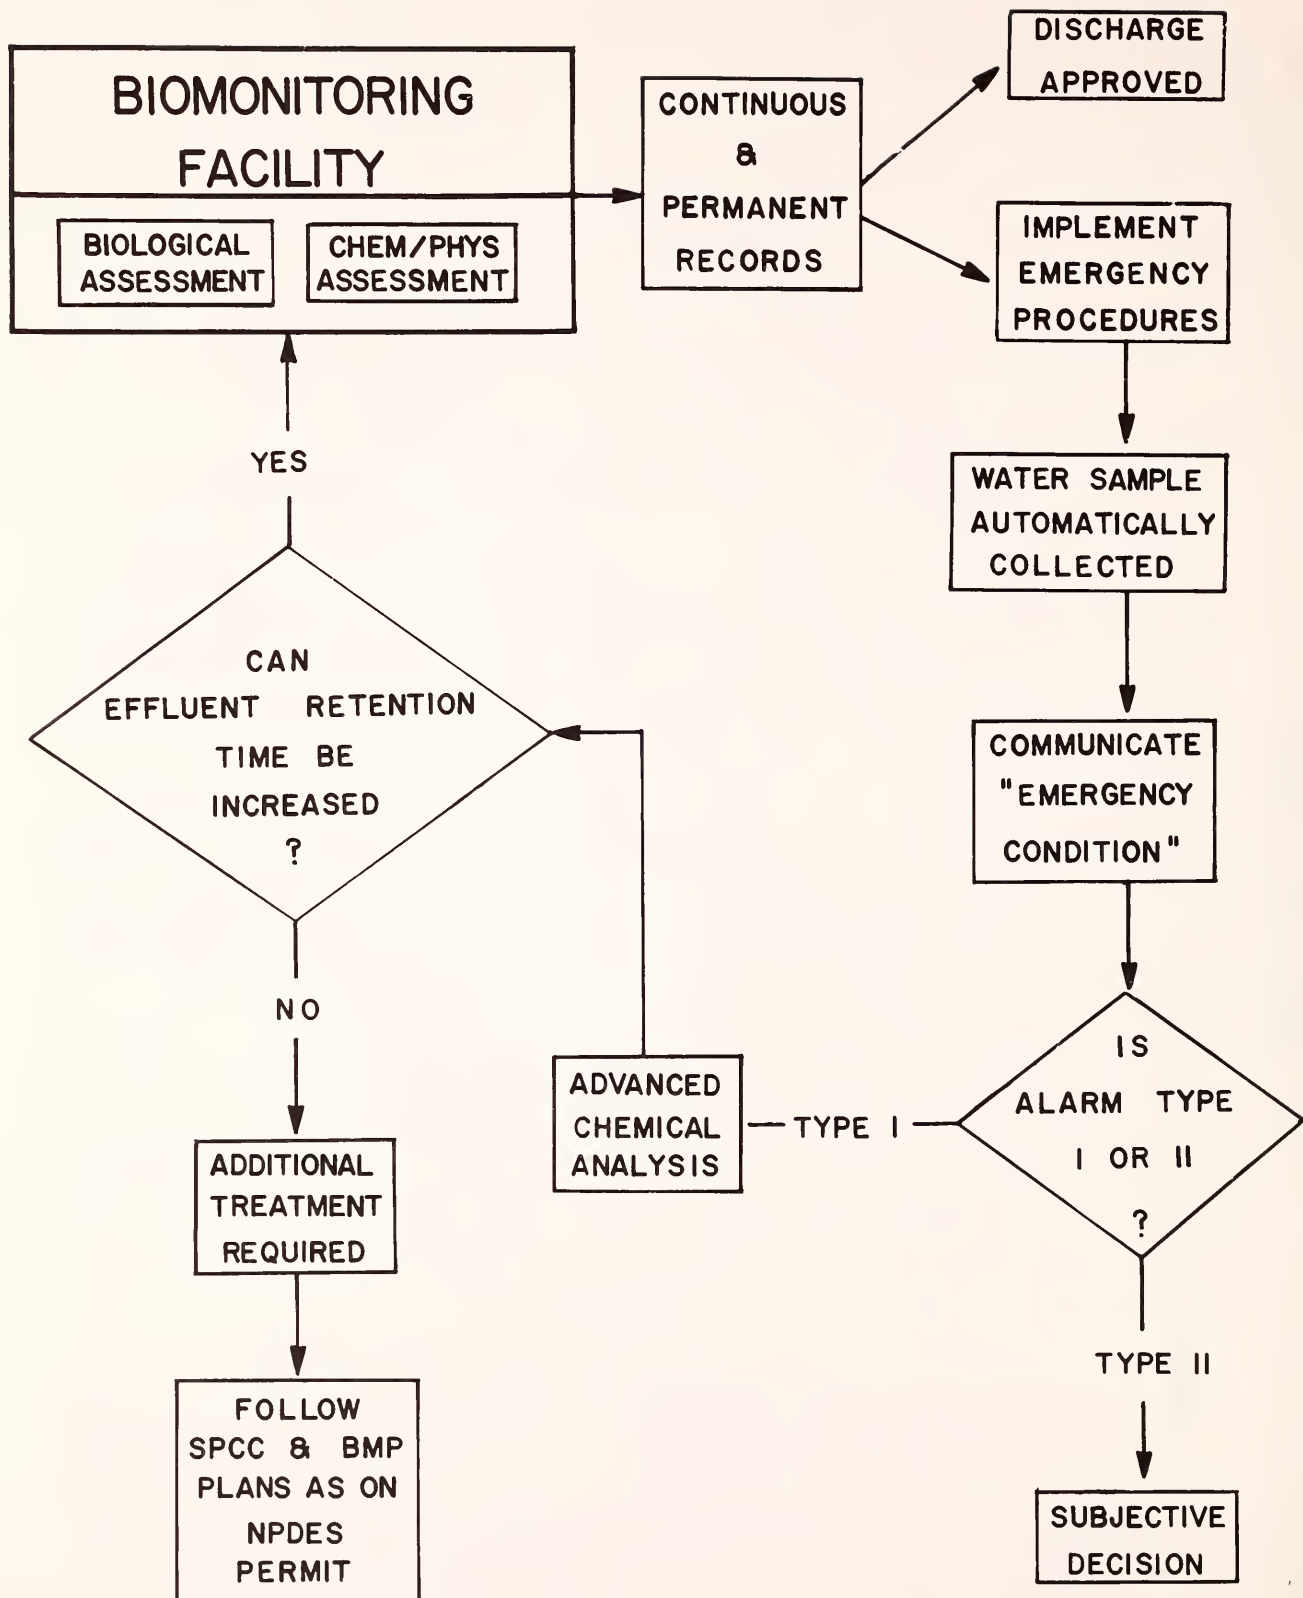 BIOMONITORING
FACILITY
BIOLOGICAL
ASSESSMENT
CHEM/PHYS
ASSESSMENT
CONTINUOUS
&
PERMANENT
RECORDS
DISCHARGE
APPROVED
IMPLEMENT
EMERGENCY
PROCEDURES
WATER SAMPLE
AUTOMATICALLY
COLLECTED
COMMUNICATE
"EMERGENCY
CONDITION"
IS
ALARM TYPE
I OR II
?
TYPE I
TYPE II
SUBJECTIVE
DECISION
ADVANCED
CHEMICAL
ANALYSIS
CAN
EFFLUENT RETENTION
TIME BE
INCREASED
?
YES
NO
ADDITIONAL
TREATMENT
REQUIRED
FOLLOW
SPCC & BMP
PLANS AS ON
NPDES
PERMIT